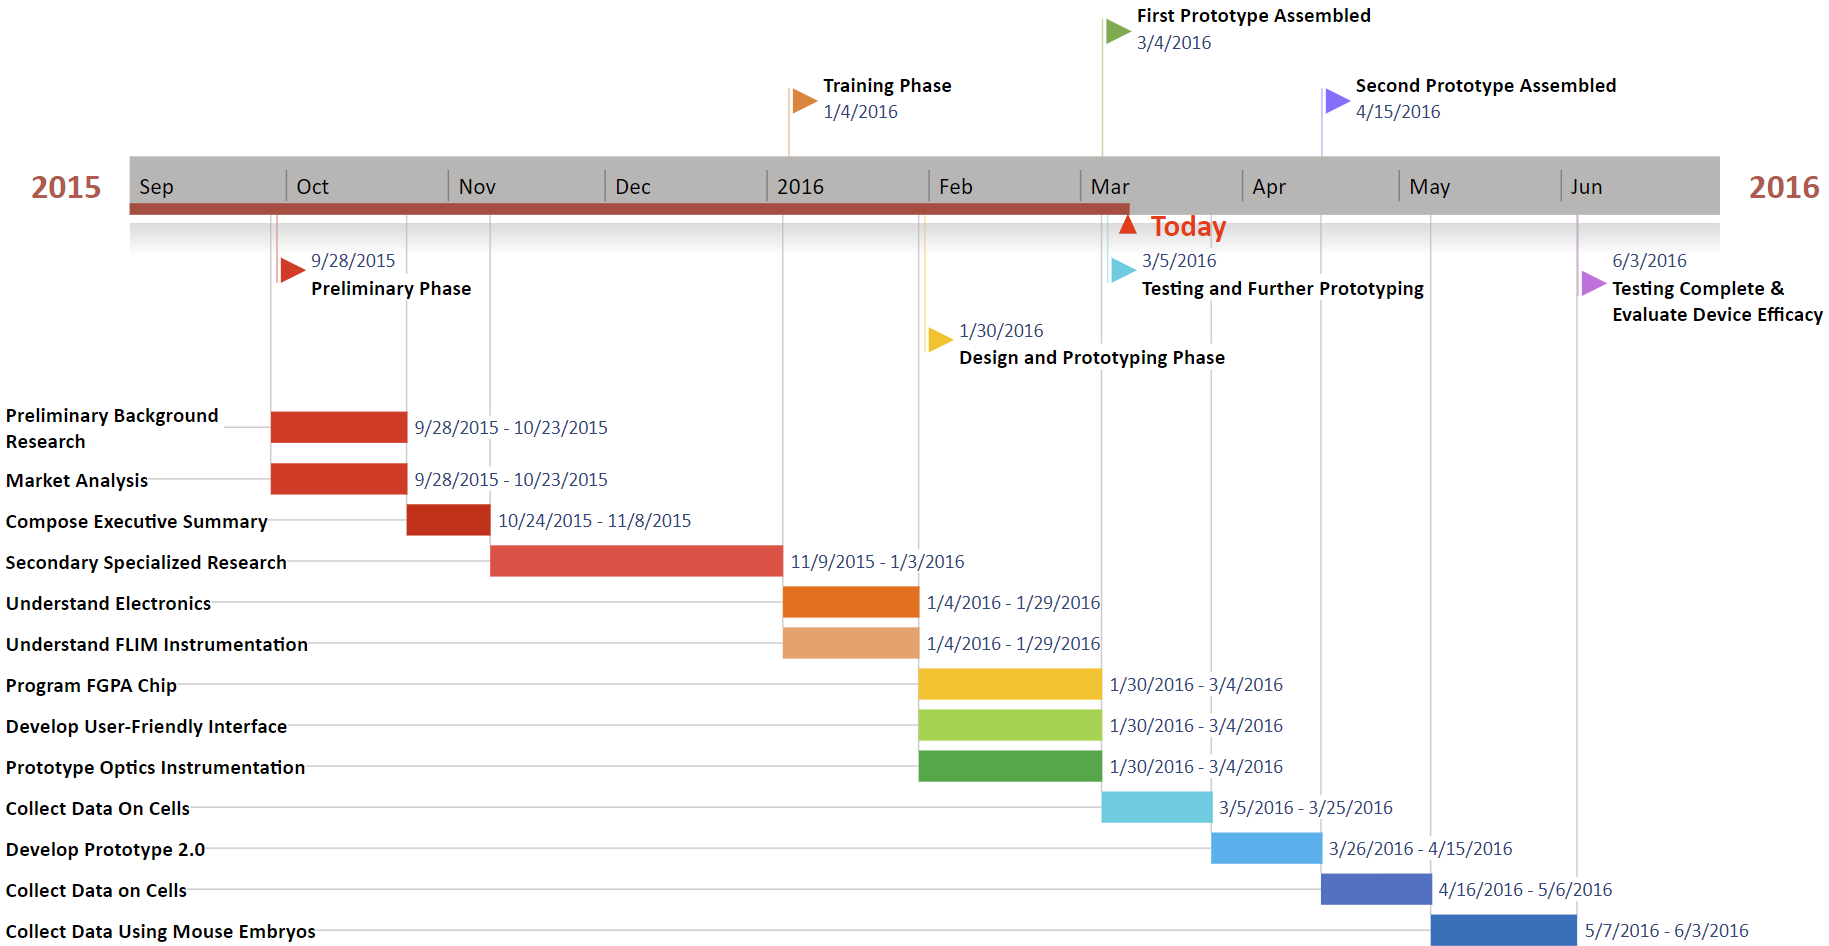 First Prototype Assembled
3/4/2016
Training Phase
1/4/2016
Second Prototype Assembled
4/15/2016
2015
Sep Oct Nov Dec 2016 Feb Mar Apr May Jun
2016
Today
9/28/2015
Preliminary Phase
3/5/2016
Testing and Further Prototyping
6/3/2016
Testing Complete &
Evaluate Device Efficacy
1/30/2016
Design and Prototyping Phase
Preliminary Background
Research
9/28/2015 - 10/23/2015
Market Analysis 9/28/2015 - 10/23/2015
Compose Executive Summary 10/24/2015 - 11/8/2015
Secondary Specialized Research 11/9/2015 - 1/3/2016
Understand Electronics 1/4/2016 - 1/29/2016
Understand FLIM Instrumentation 1/4/2016 - 1/29/2016
Program FGPA Chip 1/30/2016 - 3/4/2016
Develop User-Friendly Interface 1/30/2016 - 3/4/2016
Prototype Optics Instrumentation 1/30/2016 - 3/4/2016
Collect Data On Cells 3/5/2016 - 3/25/2016
Develop Prototype 2.0 3/26/2016 - 4/15/2016
Collect Data on Cells 4/16/2016 - 5/6/2016
Collect Data Using Mouse Embryos 5/7/2016 - 6/3/2016